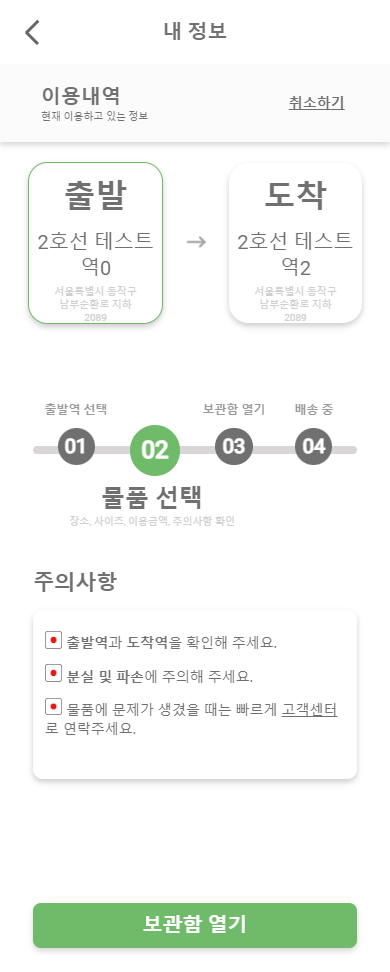 내 정보
이용내역
현재 이용하고 있는 정보
취소하기
출발
2호선 테스트
역0
서울특별시 동작구
남부순환로 지하
2089
도착
2호선 테스트
역2
서울특별시 동작구
남부순환로 지하
2089
출발역 선택
보관함 열기
배송 중
01
02
03
04
물품 선택
장소, 사이즈, 이용금액, 주의사항 확인
주의사항
출발역과 도착역을 확인해 주세요.
분실 및 파손에 주의해 주세요.
물품에 문제가 생겼을 때는 빠르게 고객센터
로 연락주세요.
보관함 열기